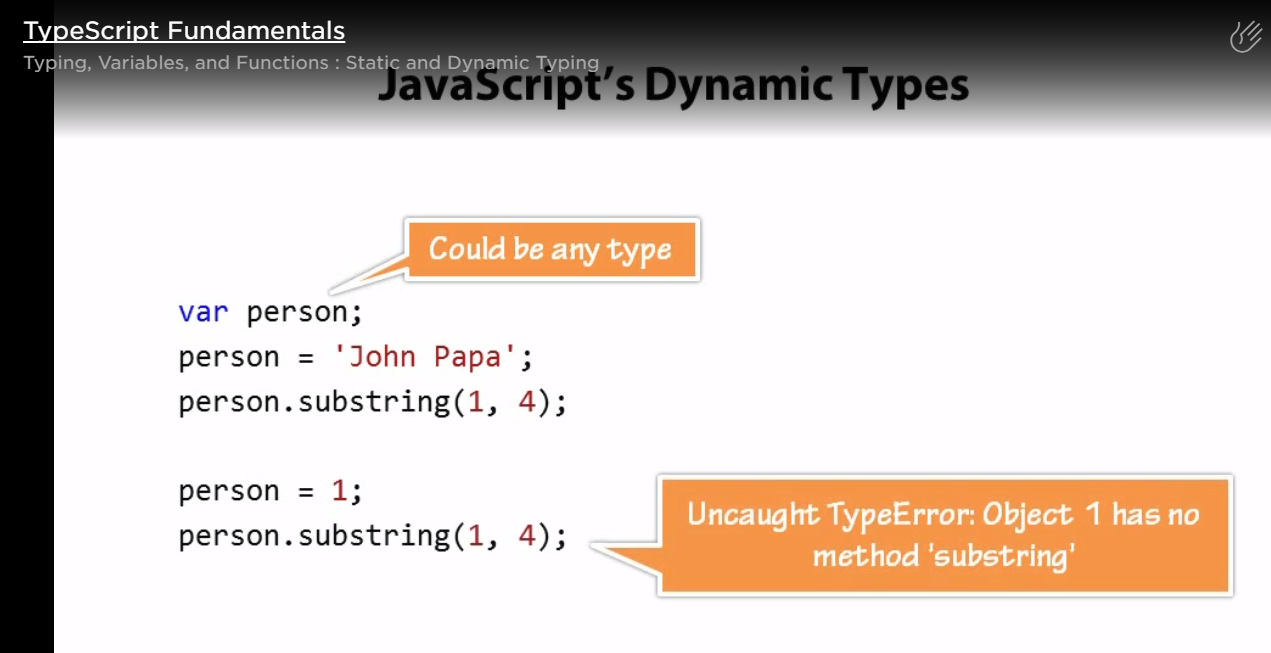 TypeScript Fundamentals
Typing, Variables, and Functions : Static and Dynamic Typing
JavaScript’s Dynamic Types
Could be any type
var person;
person = 'John Papa';
person.substring(1, 4);
person = 1;
person.substring(1, 4);
Uncaught TypeError: Object 1 has no
method 'substring'